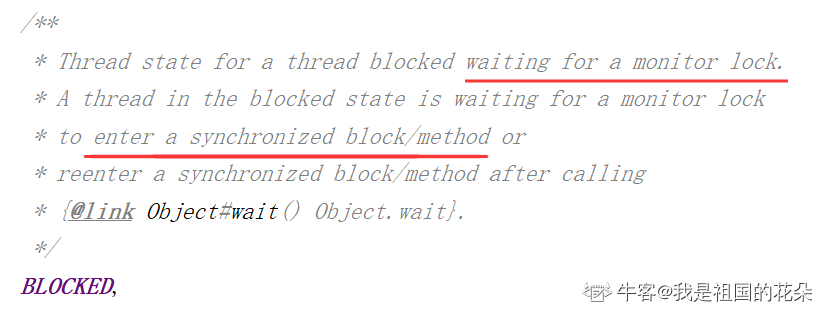 /**
* Thread state for a thread blocked waiting for a monitor lock.
* A thread in the blocked state is waiting for a monitor lock
* to enter a synchronized block/method or
* reenter a synchronized block/method after calling
* {@link Object#wait() Object.wait}.
*/
BLOCKED,
牛客@我是祖国的花朵